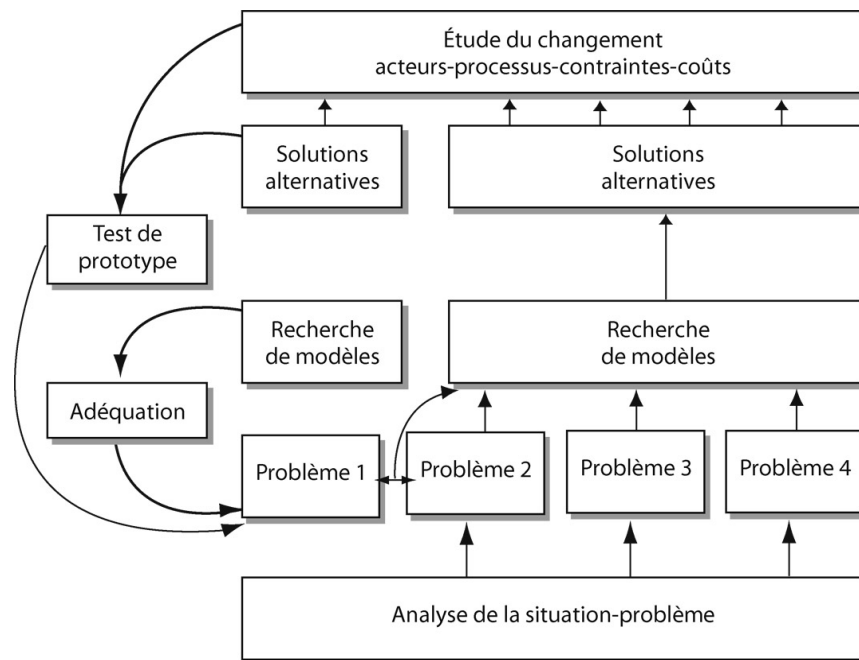 Étude du changement
acteurs-processus-contraintes-coûts
Solutions
alternatives
Solutions
alternatives
Test de
prototype
Recherche
de modèles
Recherche
de modèles
Adéquation
Problème 1
Problème 2
Problème 3
Problème 4
Analyse de la situation-problème